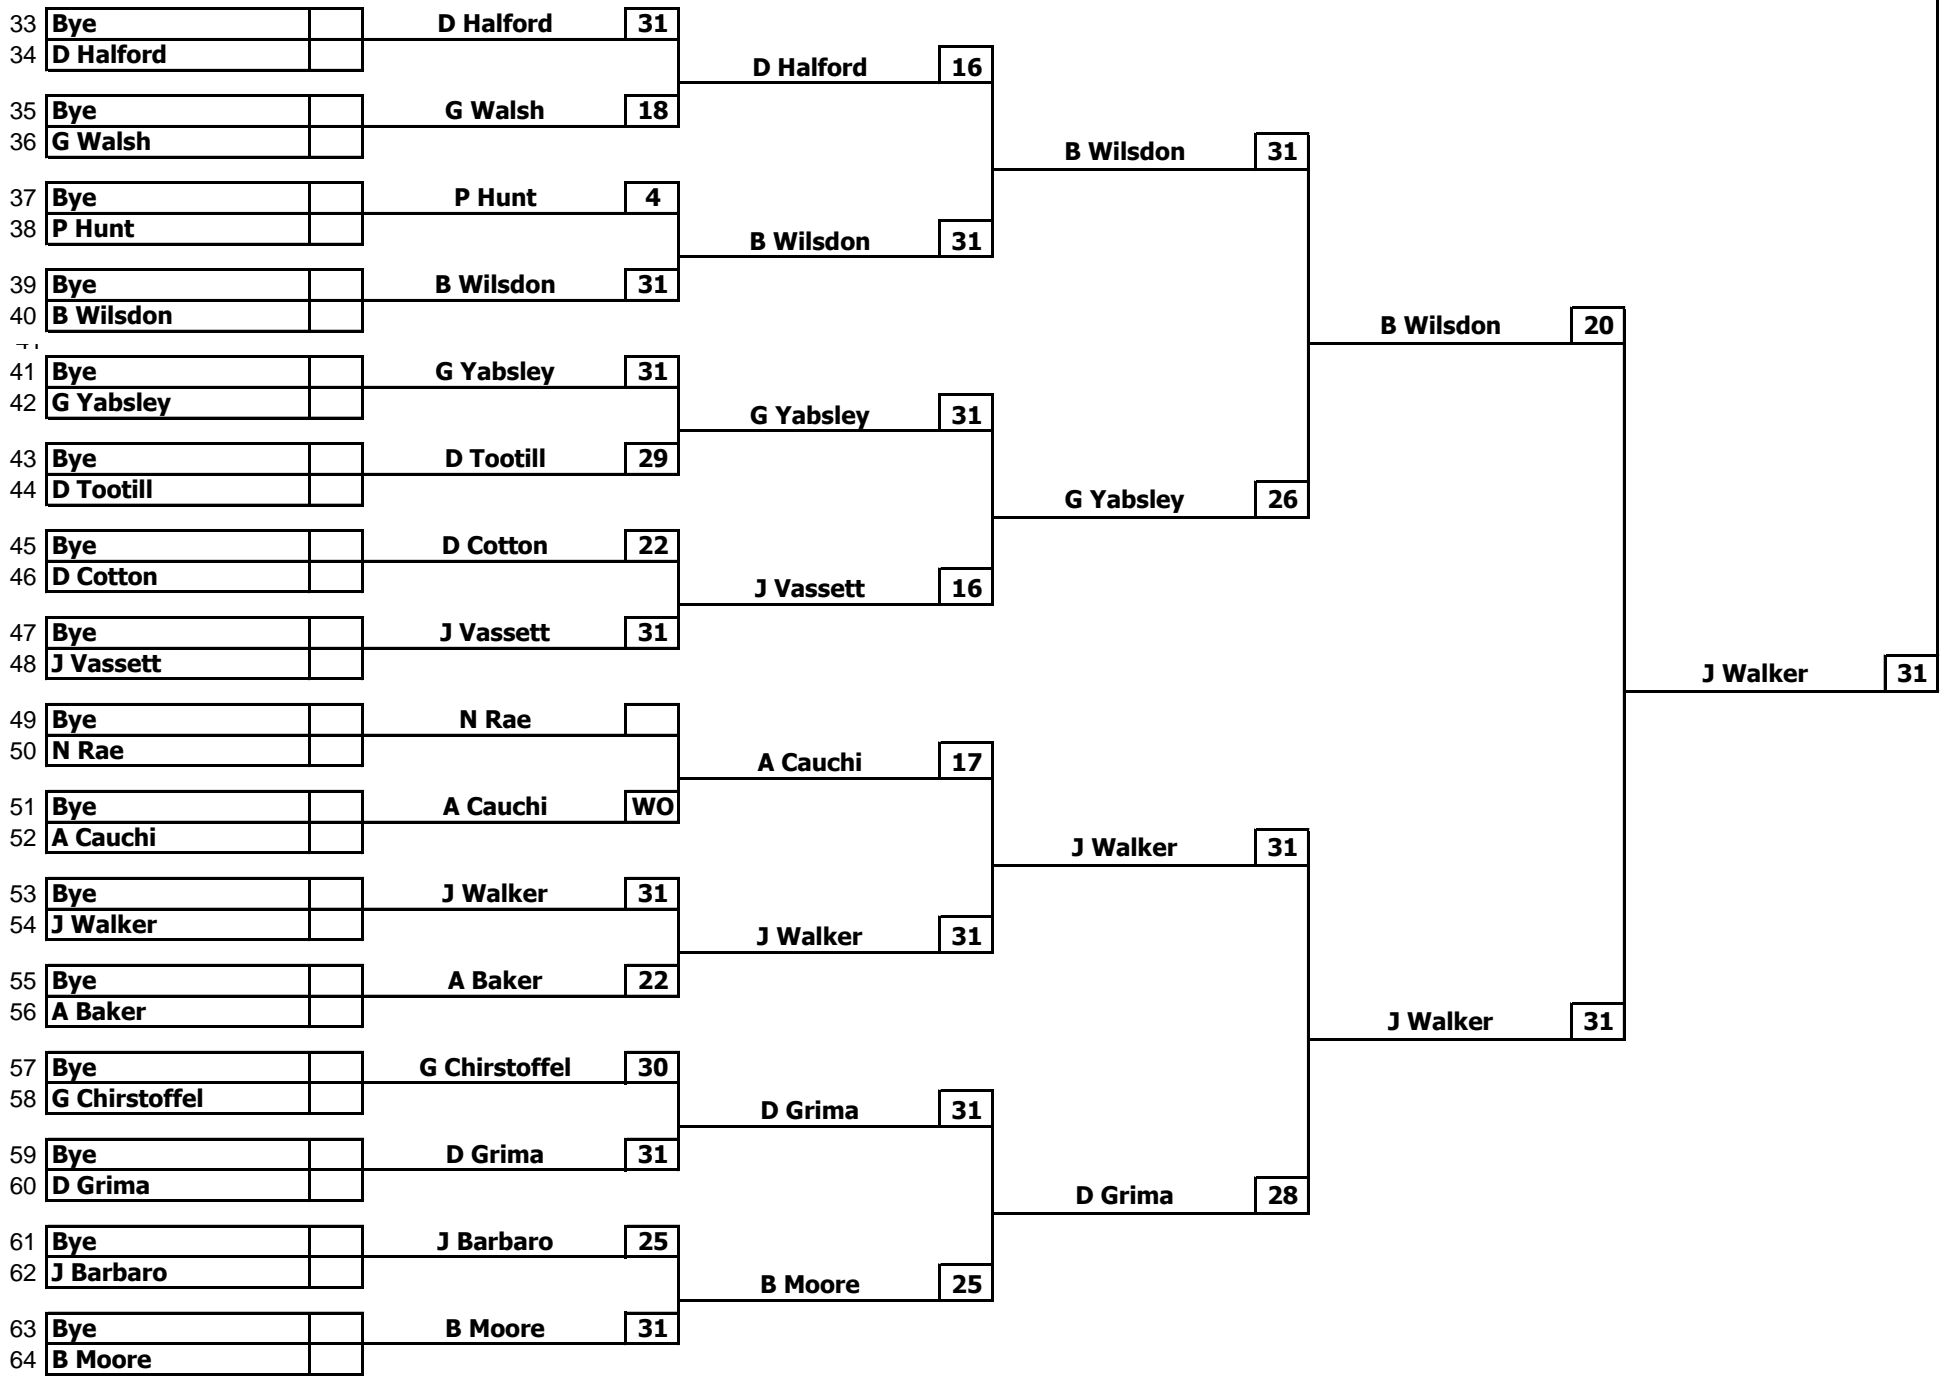 33 Bye D Halford 31
34 D Halford
D Halford 16
35 Bye G Walsh 18
36 G Walsh
B Wilsdon 31
37 Bye P Hunt 4
38 P Hunt
B Wilsdon 31
39 Bye B Wilsdon 31
40 B Wilsdon
B Wilsdon 20
41 Bye G Yabsley 31
42 G Yabsley
G Yabsley 31
43 Bye D Tootill 29
44 D Tootill
G Yabsley 26
45 Bye D Cotton 22
46 D Cotton
J Vassett 16
47 Bye J Vassett 31
48 J Vassett
J Walker 31
49 Bye N Rae
50 N Rae
A Cauchi 17
51 Bye A Cauchi WO
52 A Cauchi
J Walker 31
53 Bye J Walker 31
54 J Walker
J Walker 31
55 Bye A Baker 22
56 A Baker
J Walker 31
57 Bye G Chirstoffel 30
58 G Chirstoffel
D Grima 31
59 Bye D Grima 31
60 D Grima
D Grima 28
61 Bye J Barbaro 25
62 J Barbaro
B Moore 25
63 Bye B Moore 31
64 B Moore